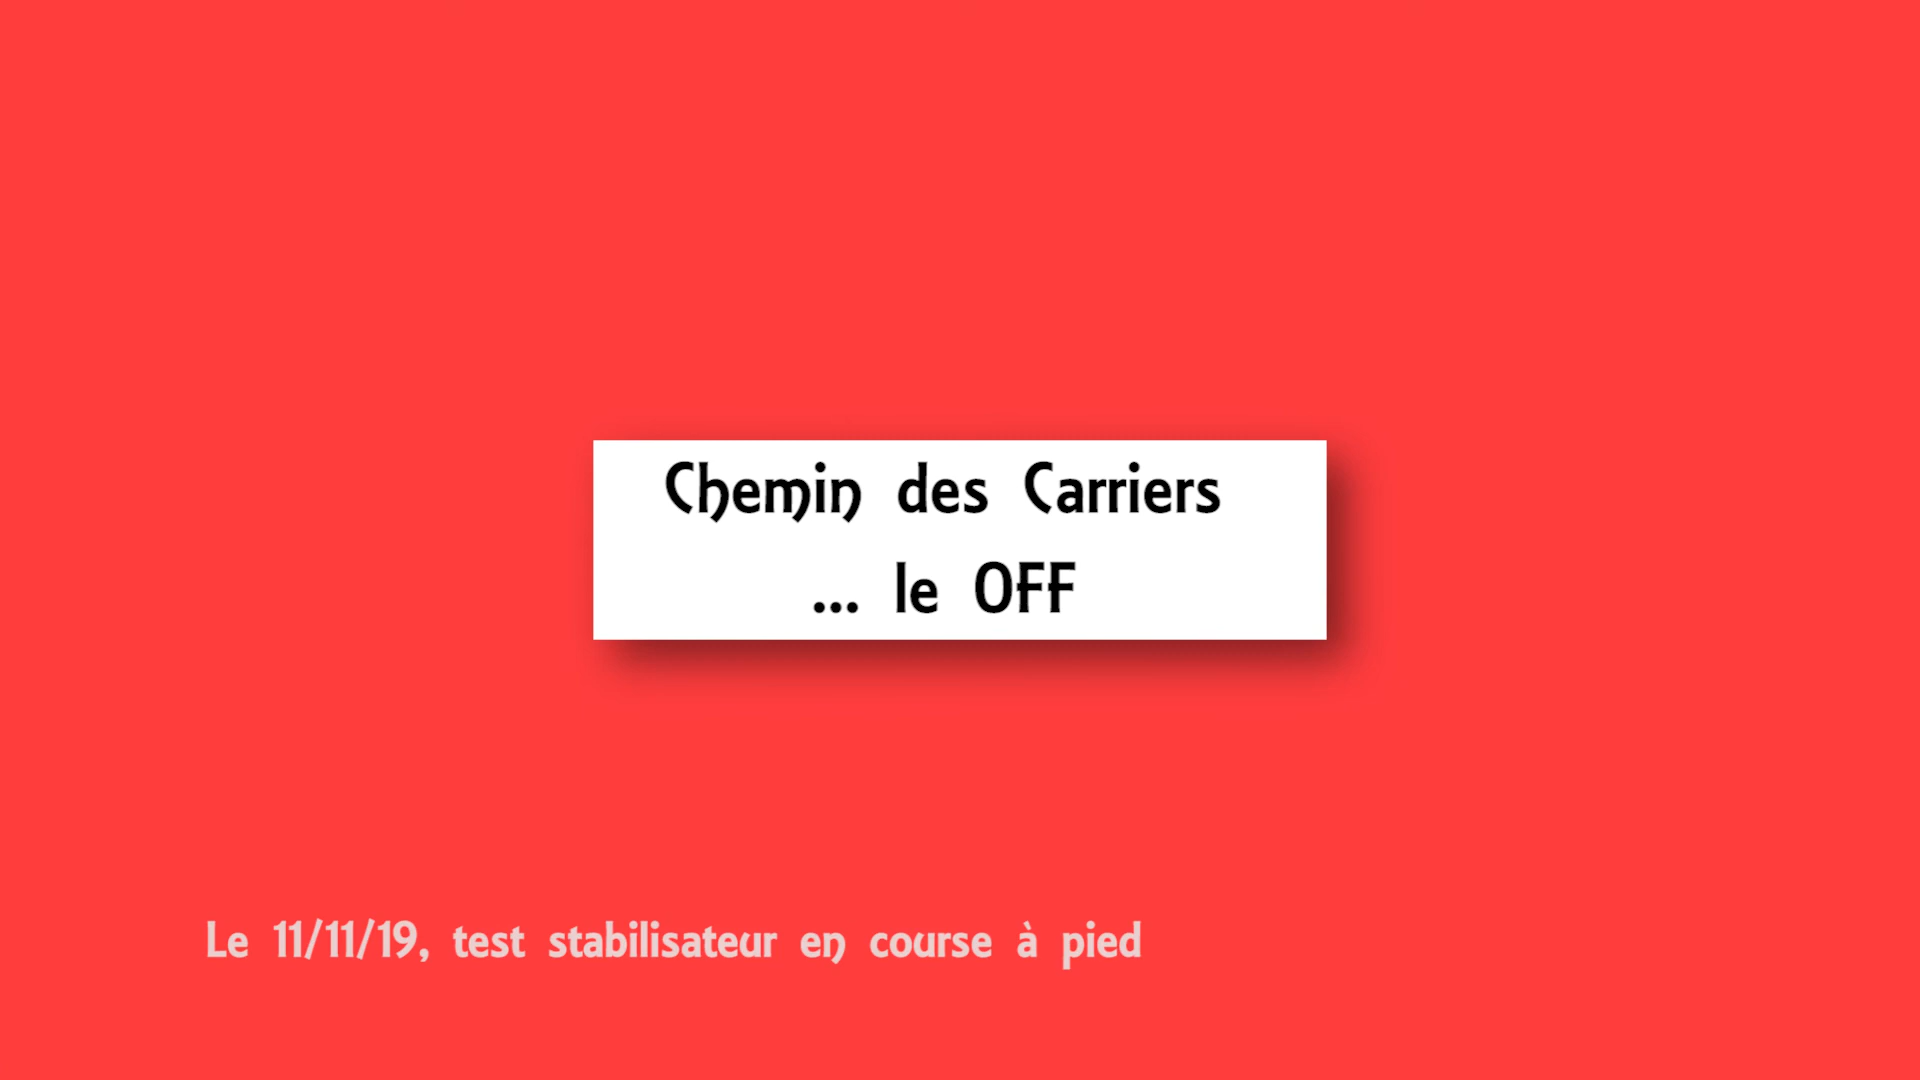 Chemin des Carriers
... le OFF
Le 11/11/19, test stabilisateur en course à pied